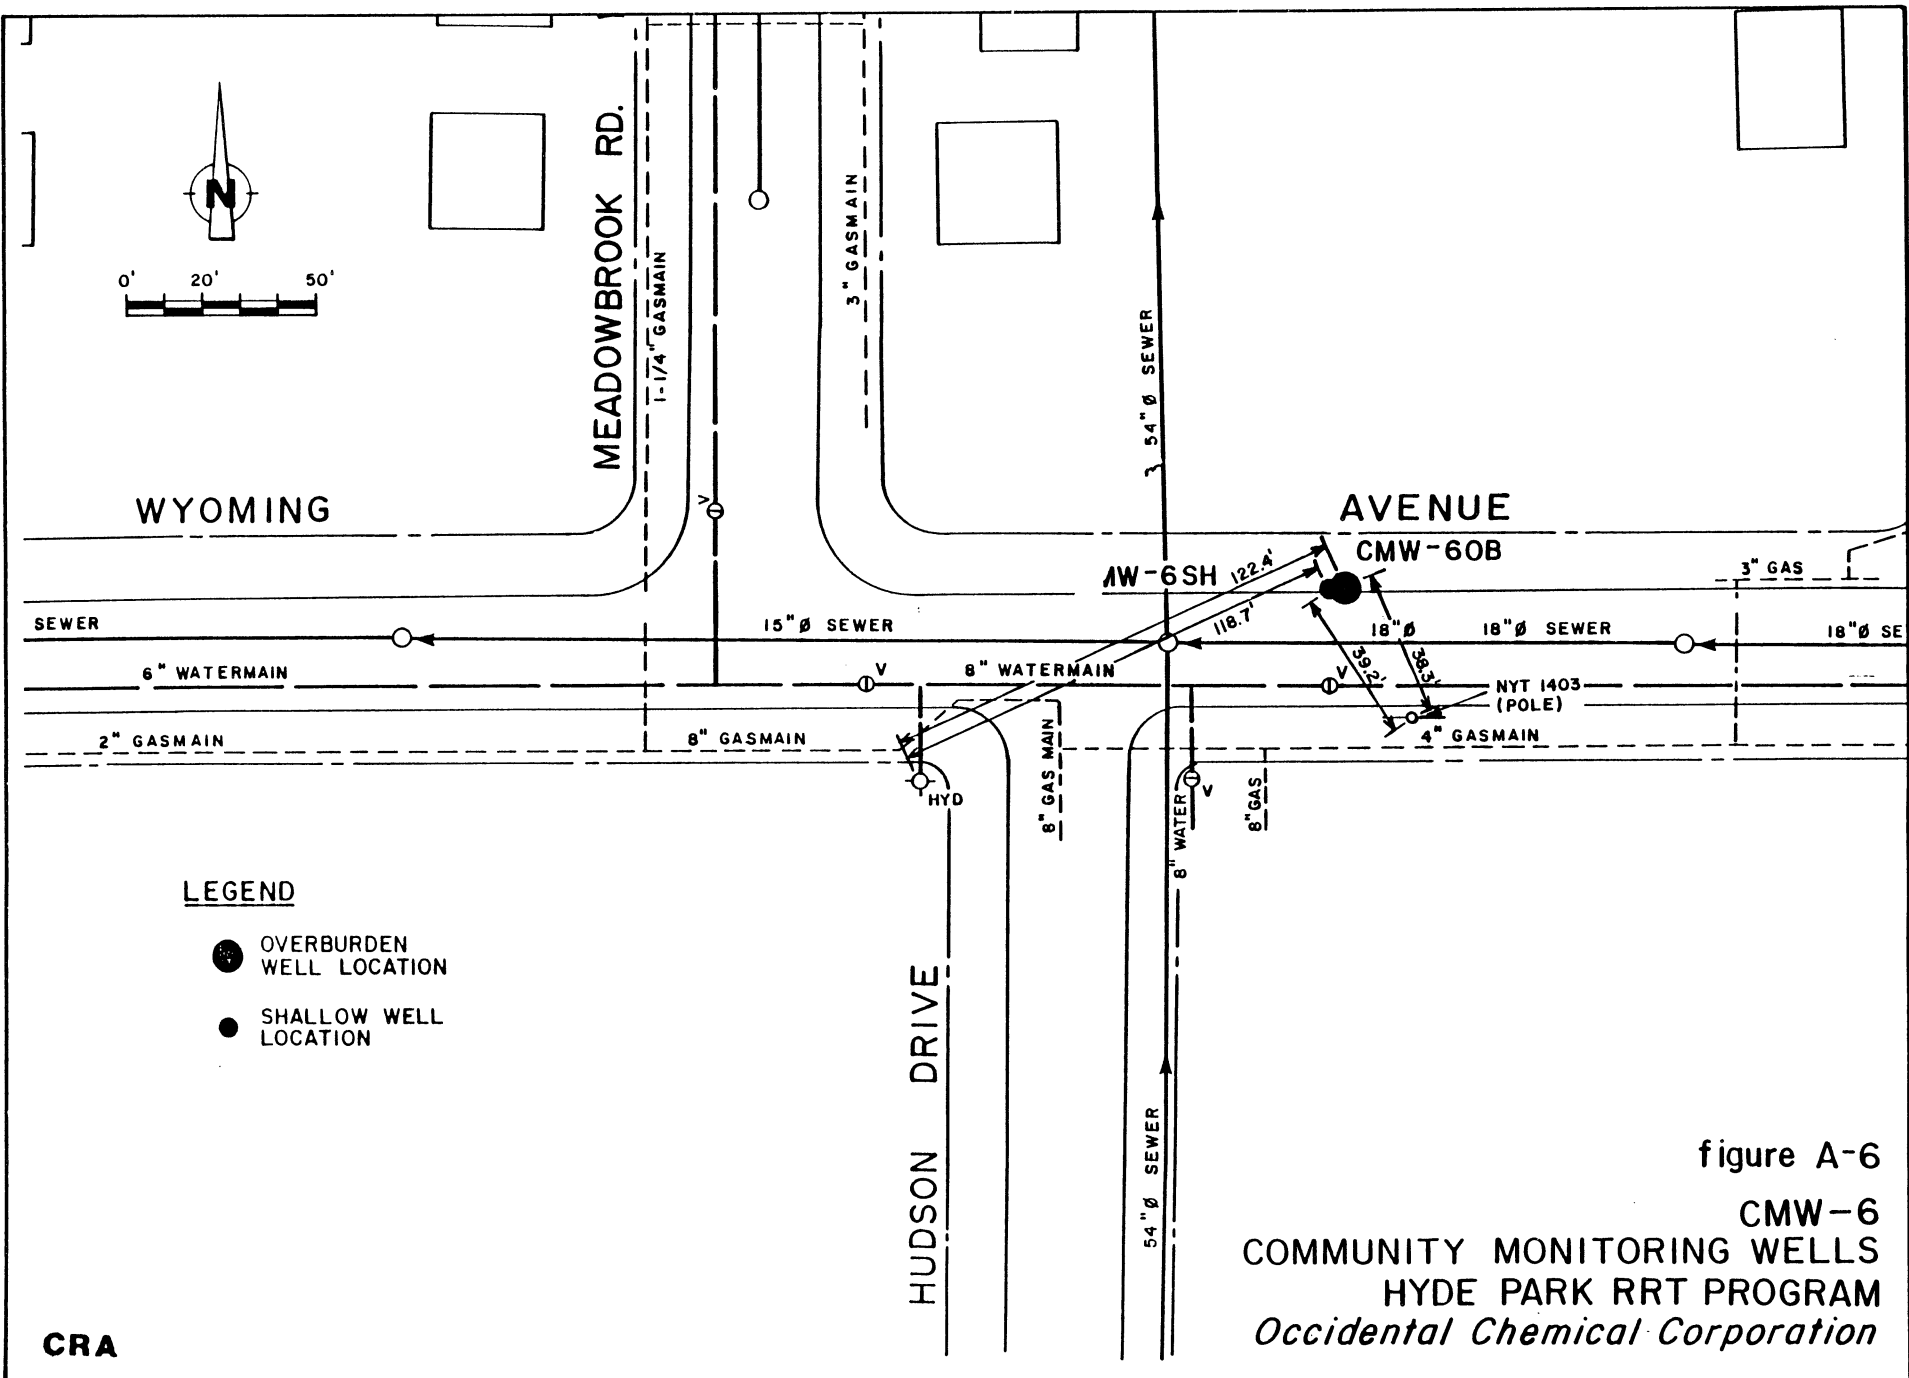 N
0' 20' 50'
MEADOWBROOK RD.
1-1/4" GASMAIN
3" GASMAIN
54"Ø SEWER
WYOMING
AVENUE
V
CMW-60B
MW-6SH
122.4'
118.7'
3" GAS
SEWER
15"Ø SEWER
18"Ø
18"Ø SEWER
18"Ø SE
6" WATERMAIN
V
8" WATERMAIN
39.2'
38.3'
V
NYT 1403
(POLE)
2" GASMAIN
8" GASMAIN
4" GASMAIN
HYD
8" GAS MAIN
8" WATER
V
8" GAS
LEGEND
OVERBURDEN
WELL LOCATION
SHALLOW WELL
LOCATION
HUDSON DRIVE
54"Ø SEWER
figure A-6
CMW-6
COMMUNITY MONITORING WELLS
HYDE PARK RRT PROGRAM
Occidental Chemical Corporation
CRA